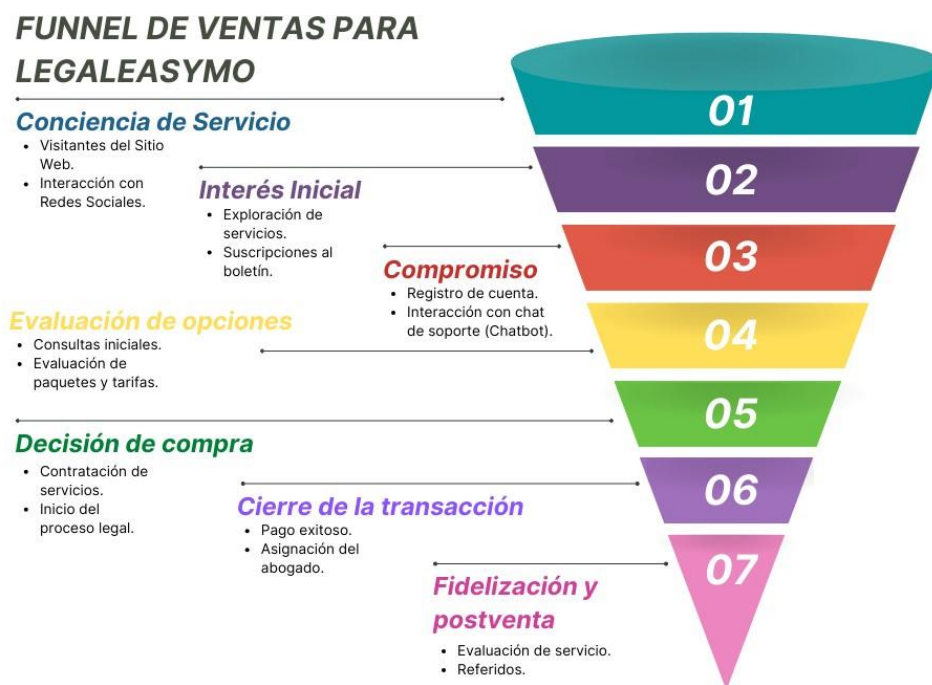 FUNNEL DE VENTAS PARA
LEGALEASYMO
01
Conciencia de Servicio
• Visitantes del Sitio
Web.
• Interacción con
Redes Sociales.
02
Interés Inicial
• Exploración de
servicios.
• Suscripciones al
boletín.
03
Compromiso
• Registro de cuenta.
• Interacción con chat
de soporte (Chatbot).
04
Evaluación de opciones
• Consultas iniciales.
• Evaluación de
paquetes y tarifas.
05
Decisión de compra
• Contratación de
servicios.
• Inicio del
proceso legal.
06
Cierre de la transacción
• Pago exitoso.
• Asignación del
abogado.
07
Fidelización y
postventa
• Evaluación de servicio.
• Referidos.